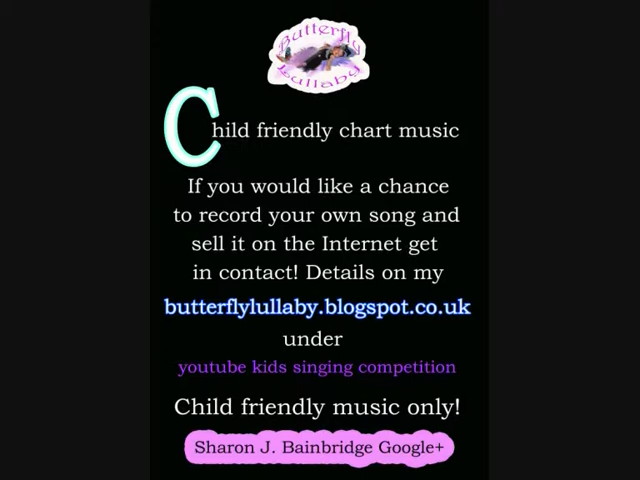 Butterfly
Lullaby
Child friendly chart music
If you would like a chance
to record your own song and
sell it on the Internet get
in contact! Details on my
butterflylullaby.blogspot.co.uk
under
youtube kids singing competition
Child friendly music only!
Sharon J. Bainbridge Google+